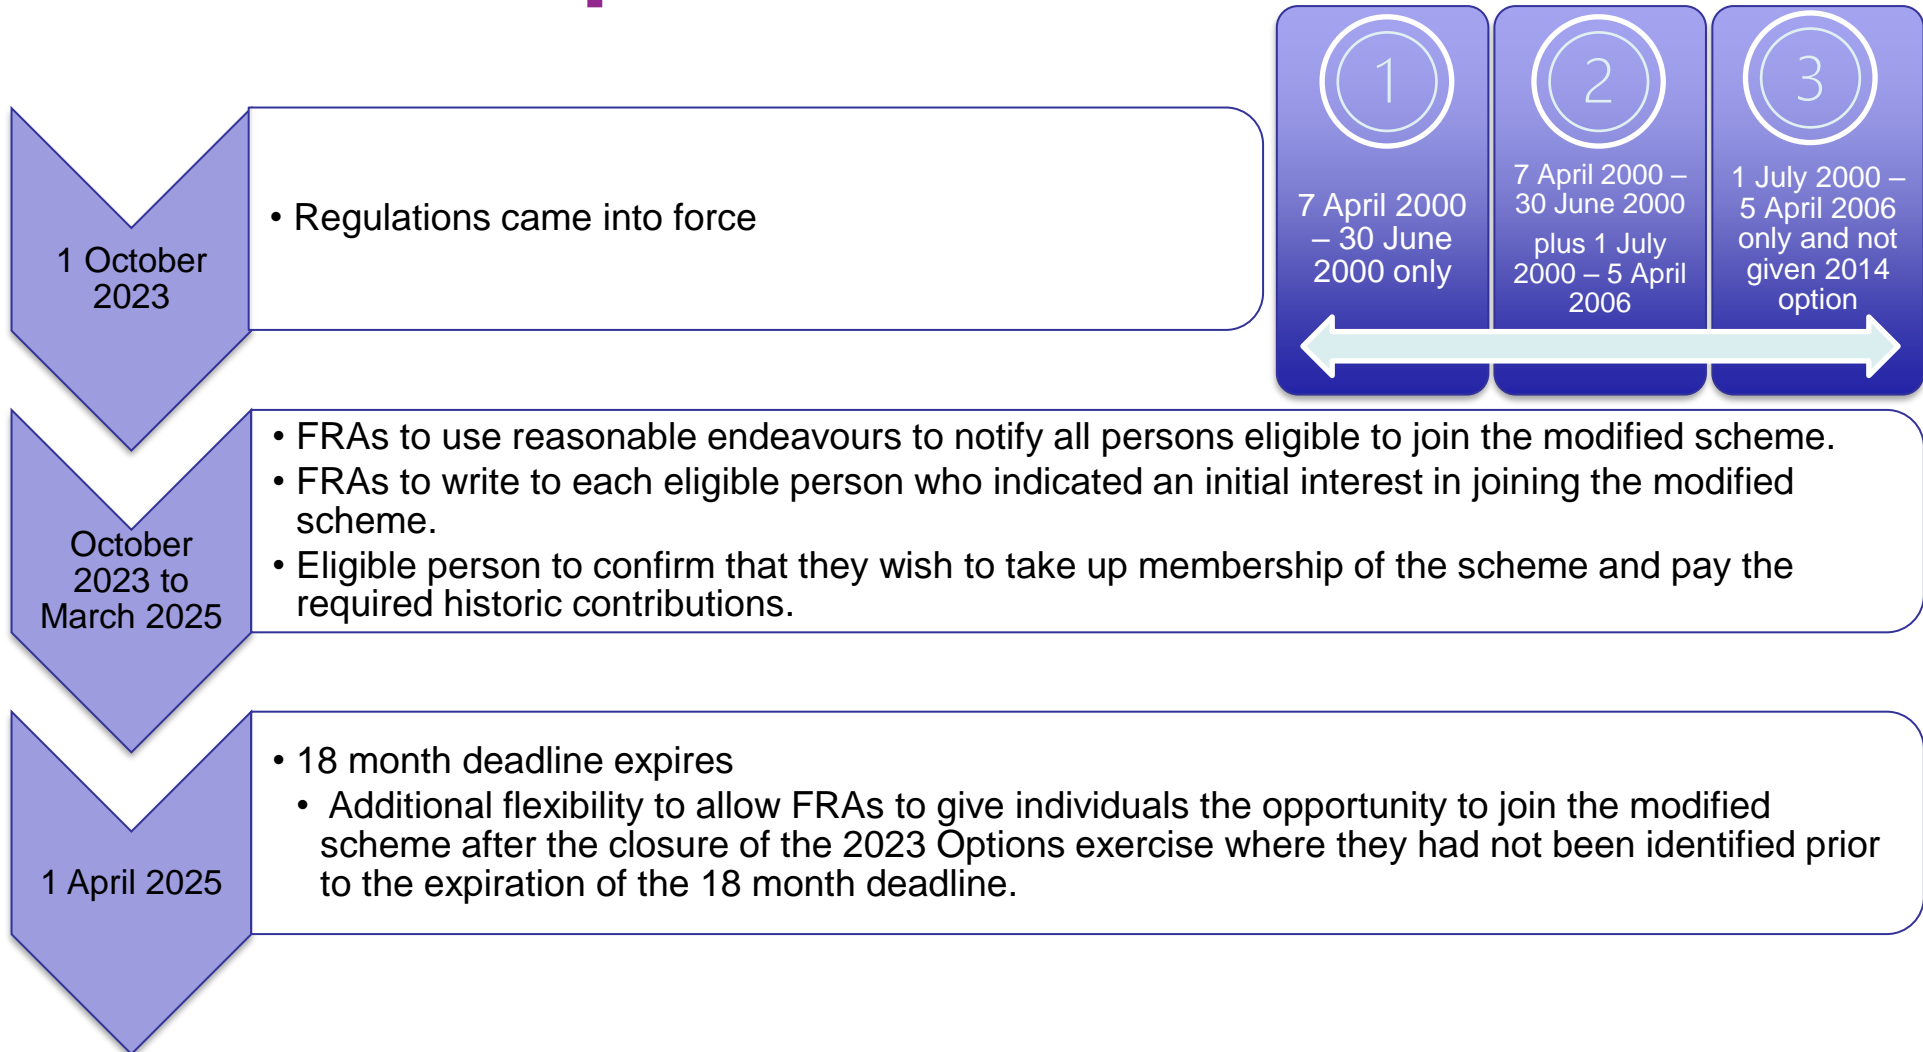 1 October
2023
• Regulations came into force
1
7 April 2000
– 30 June
2000 only
2
7 April 2000 –
30 June 2000
plus 1 July
2000 – 5 April
2006
3
1 July 2000 –
5 April 2006
only and not
given 2014
option
October
2023 to
March 2025
• FRAs to use reasonable endeavours to notify all persons eligible to join the modified scheme.
• FRAs to write to each eligible person who indicated an initial interest in joining the modified
scheme.
• Eligible person to confirm that they wish to take up membership of the scheme and pay the
required historic contributions.
1 April 2025
• 18 month deadline expires
• Additional flexibility to allow FRAs to give individuals the opportunity to join the modified
scheme after the closure of the 2023 Options exercise where they had not been identified prior
to the expiration of the 18 month deadline.